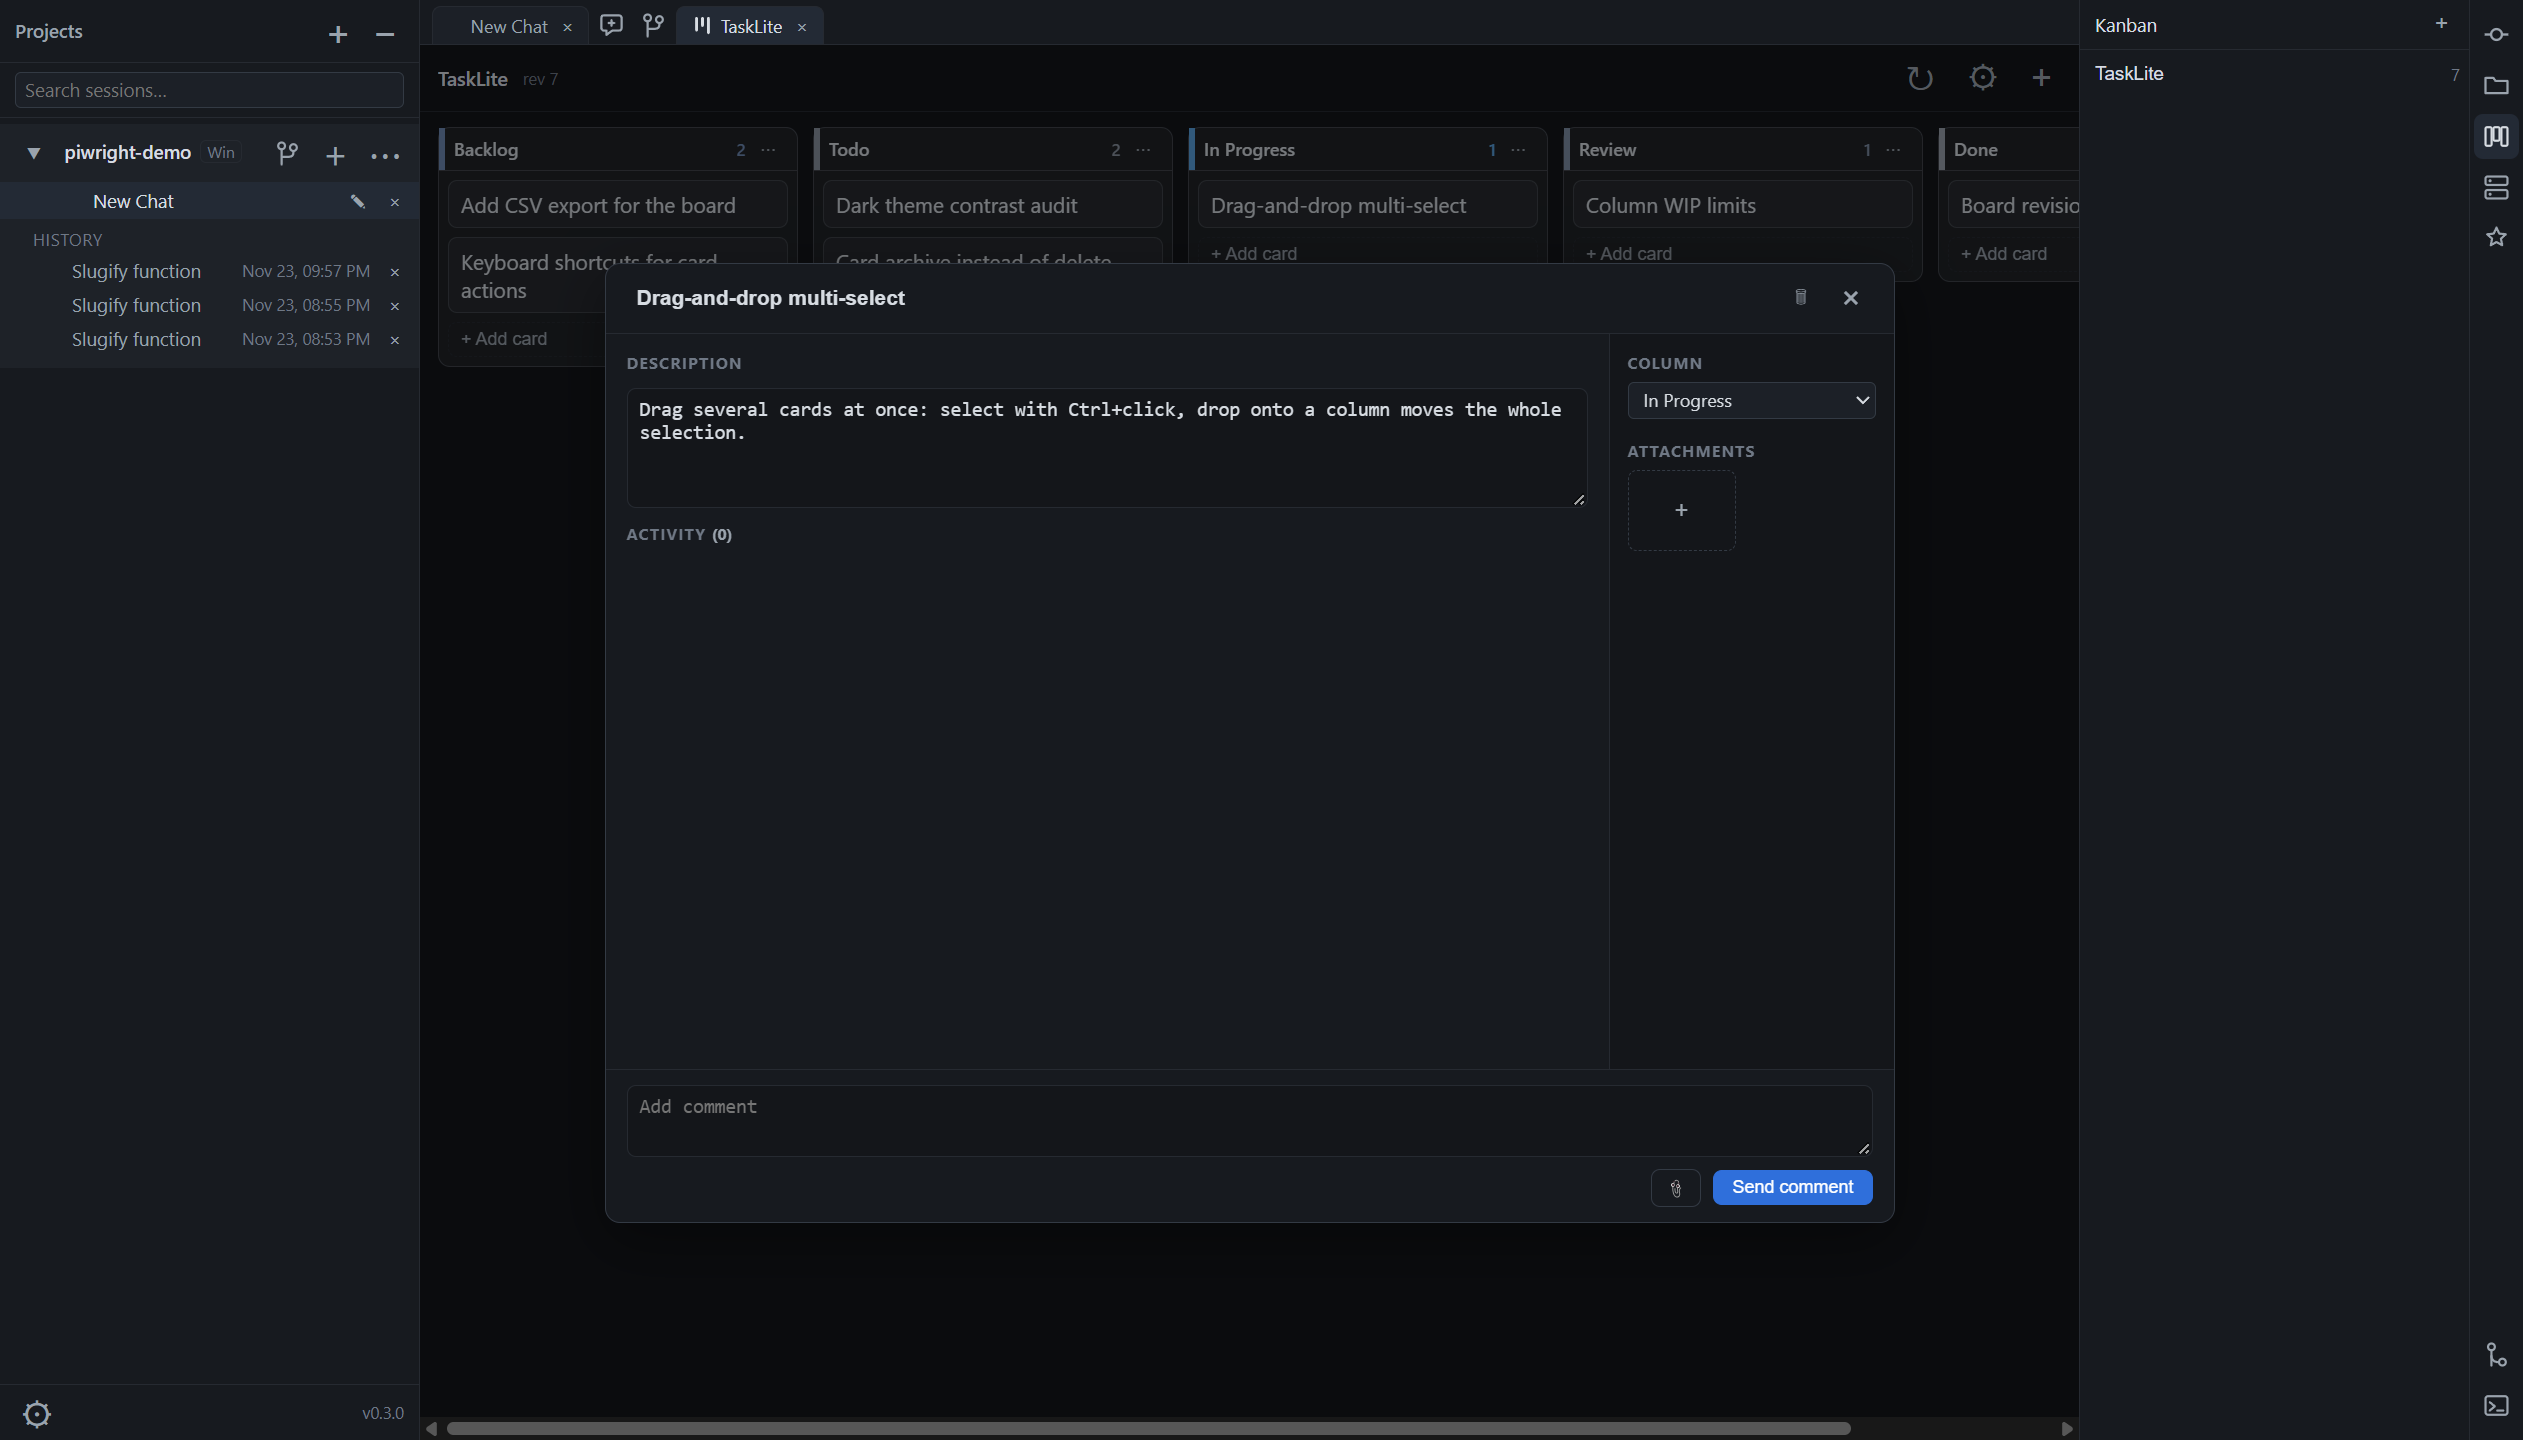 Projects
Search sessions...
piwright-demo Win
New Chat
HISTORY
Slugify function Nov 23, 09:57 PM
Slugify function Nov 23, 08:55 PM
Slugify function Nov 23, 08:53 PM
v0.3.0
New Chat
TaskLite
TaskLite rev 7
Backlog 2
Add CSV export for the board
Keyboard shortcuts for card
actions
+ Add card
Todo 2
Dark theme contrast audit
Card archive instead of delete
In Progress 1
Drag-and-drop multi-select
+ Add card
Review 1
Column WIP limits
+ Add card
Done
Board revisio
+ Add card
Drag-and-drop multi-select
DESCRIPTION
Drag several cards at once: select with Ctrl+click, drop onto a column moves the whole
selection.
ACTIVITY (0)
COLUMN
In Progress
ATTACHMENTS
+
Add comment
Send comment
Kanban +
TaskLite 7